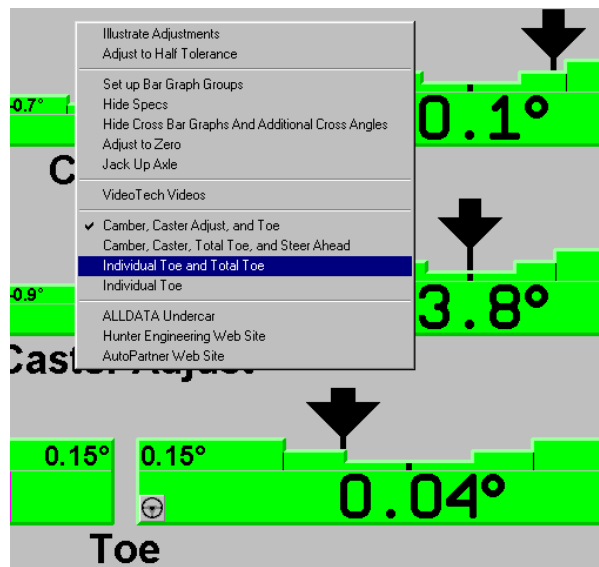 Illustrate Adjustments
Adjust to Half Tolerance
Set up Bar Graph Groups
Hide Specs
Hide Cross Bar Graphs And Additional Cross Angles
Adjust to Zero
Jack Up Axle
VideoTech Videos
✔ Camber, Caster Adjust, and Toe
Camber, Caster, Total Toe, and Steer Ahead
Individual Toe and Total Toe
Individual Toe
ALLDATA Undercar
Hunter Engineering Web Site
AutoPartner Web Site
-0.7°
0.1°
C
-0.9°
3.8°
Caster Adjust
0.15°
0.15°
0.04°
Toe